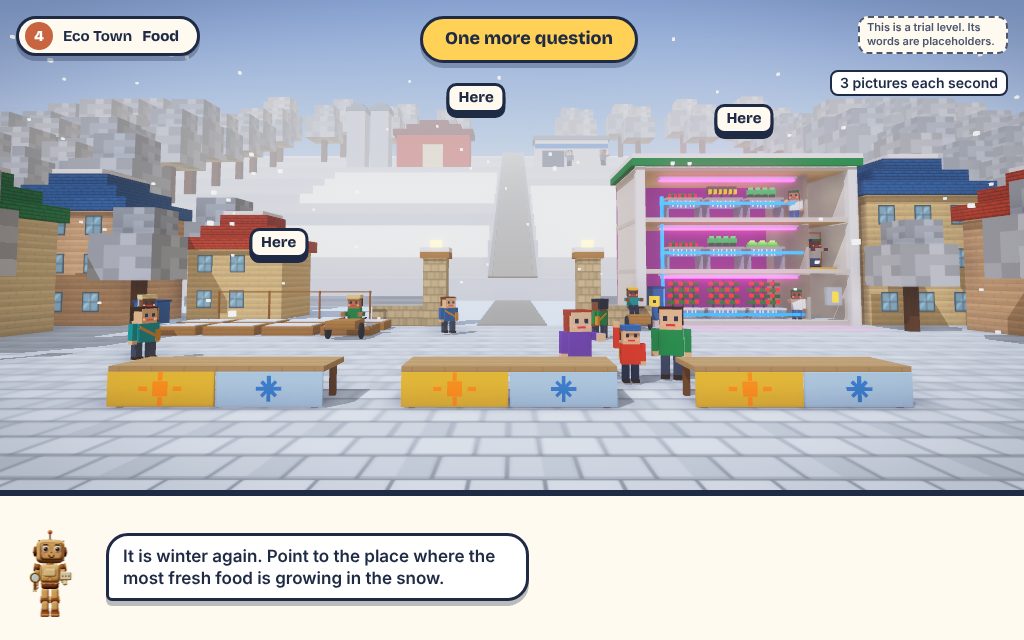 4 Eco Town Food
One more question
This is a trial level. Its
words are placeholders.
3 pictures each second
Here
Here
Here
It is winter again. Point to the place where the
most fresh food is growing in the snow.